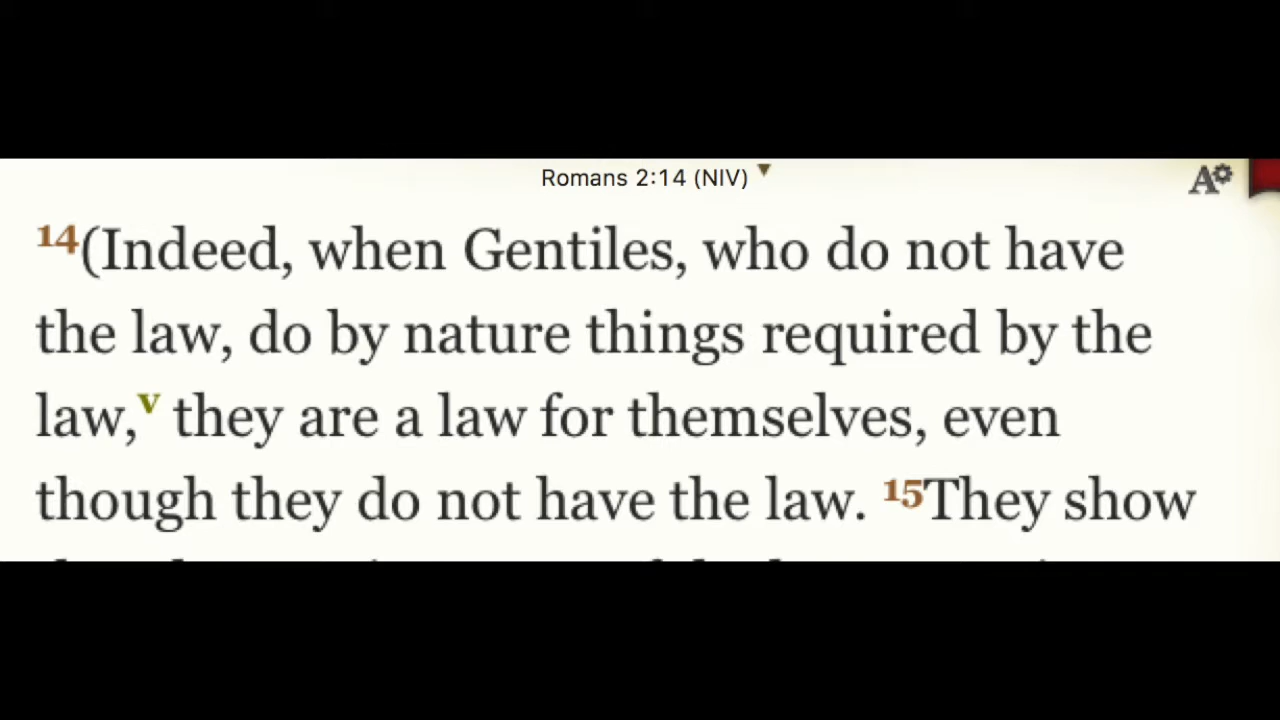 Romans 2:14 (NIV)
14(Indeed, when Gentiles, who do not have
the law, do by nature things required by the
law,v they are a law for themselves, even
though they do not have the law. 15They show